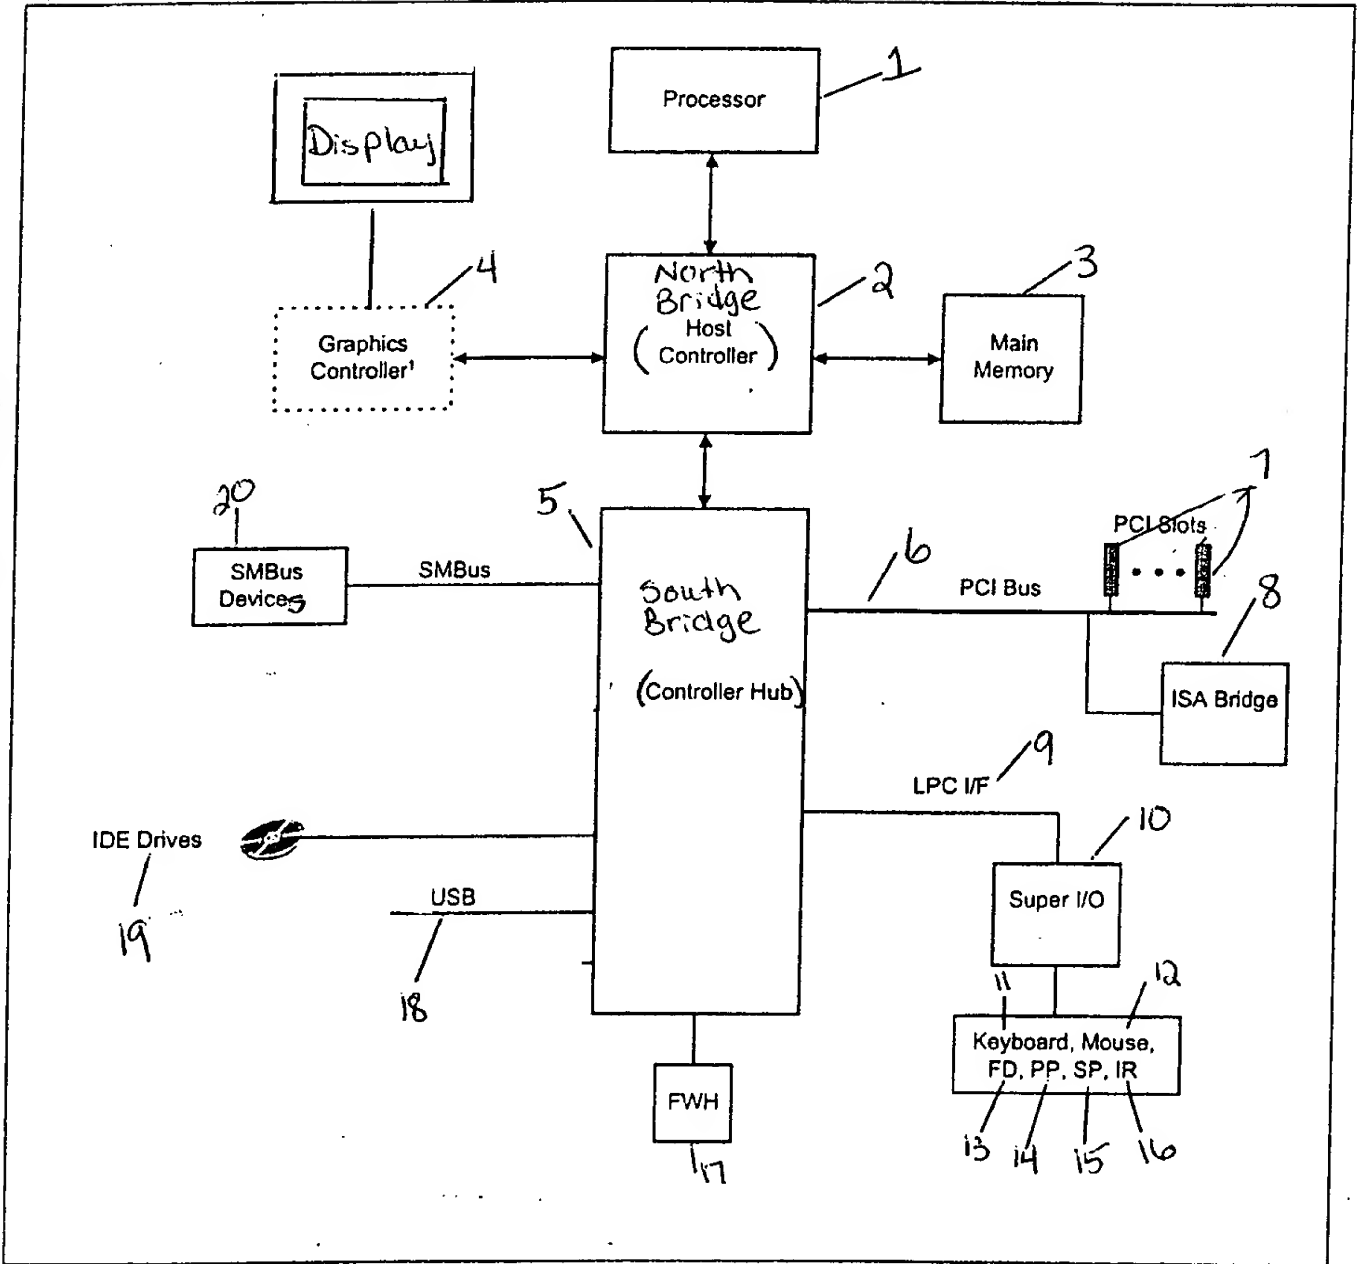 1
Processor
Display
4
North
Bridge
(Host
Controller)
2
3
Graphics
Controller¹
Main
Memory
20
5
7
PCI Slots
SMBus
Devices
SMBus
6
PCI Bus
8
South
Bridge
(Controller Hub)
ISA Bridge
9
LPC I/F
10
IDE Drives
19
USB
18
Super I/O
11
12
Keyboard, Mouse,
FD, PP, SP, IR
13 14 15 16
FWH
17